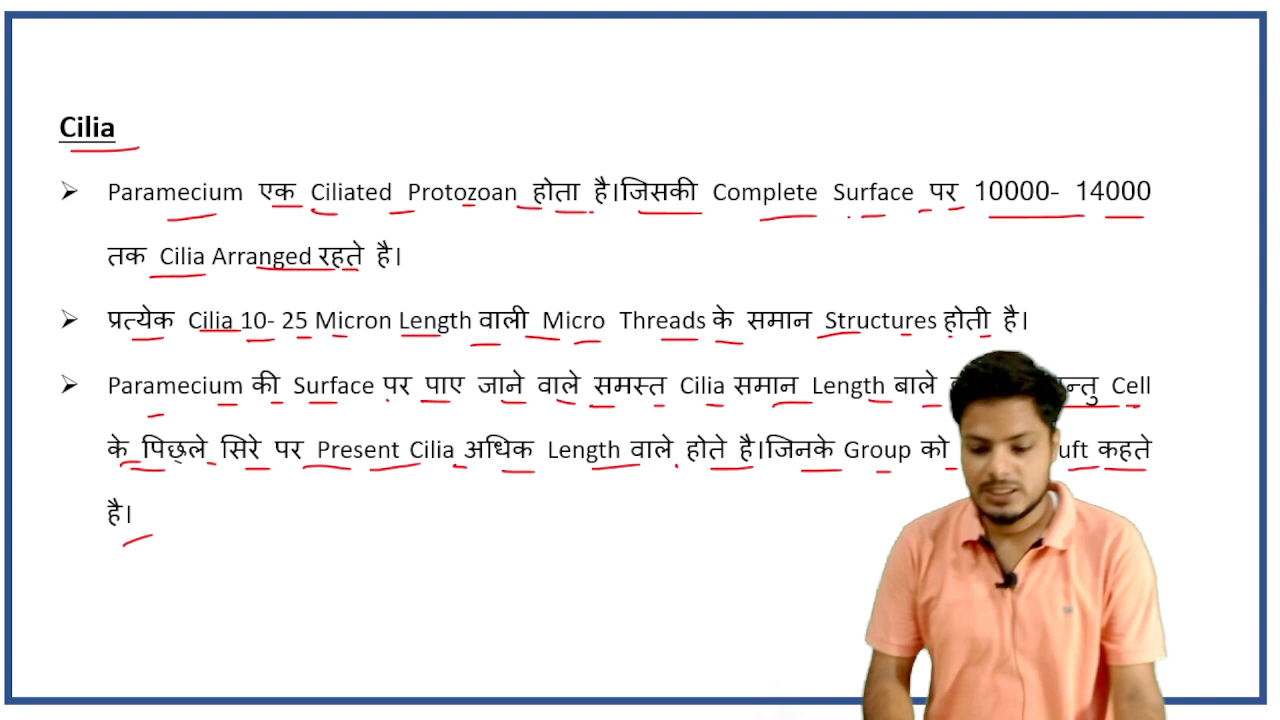 Cilia
➢ Paramecium एक Ciliated Protozoan होता है।जिसकी Complete Surface पर 10000- 14000
तक Cilia Arranged रहते है।
➢ प्रत्येक Cilia 10- 25 Micron Length वाली Micro Threads के समान Structures होती है।
➢ Paramecium की Surface पर पाए जाने वाले समस्त Cilia समान Length बाले Cell
के पिछ्ले सिरे पर Present Cilia अधिक Length वाले होते है।जिनके Group को कहते
है।